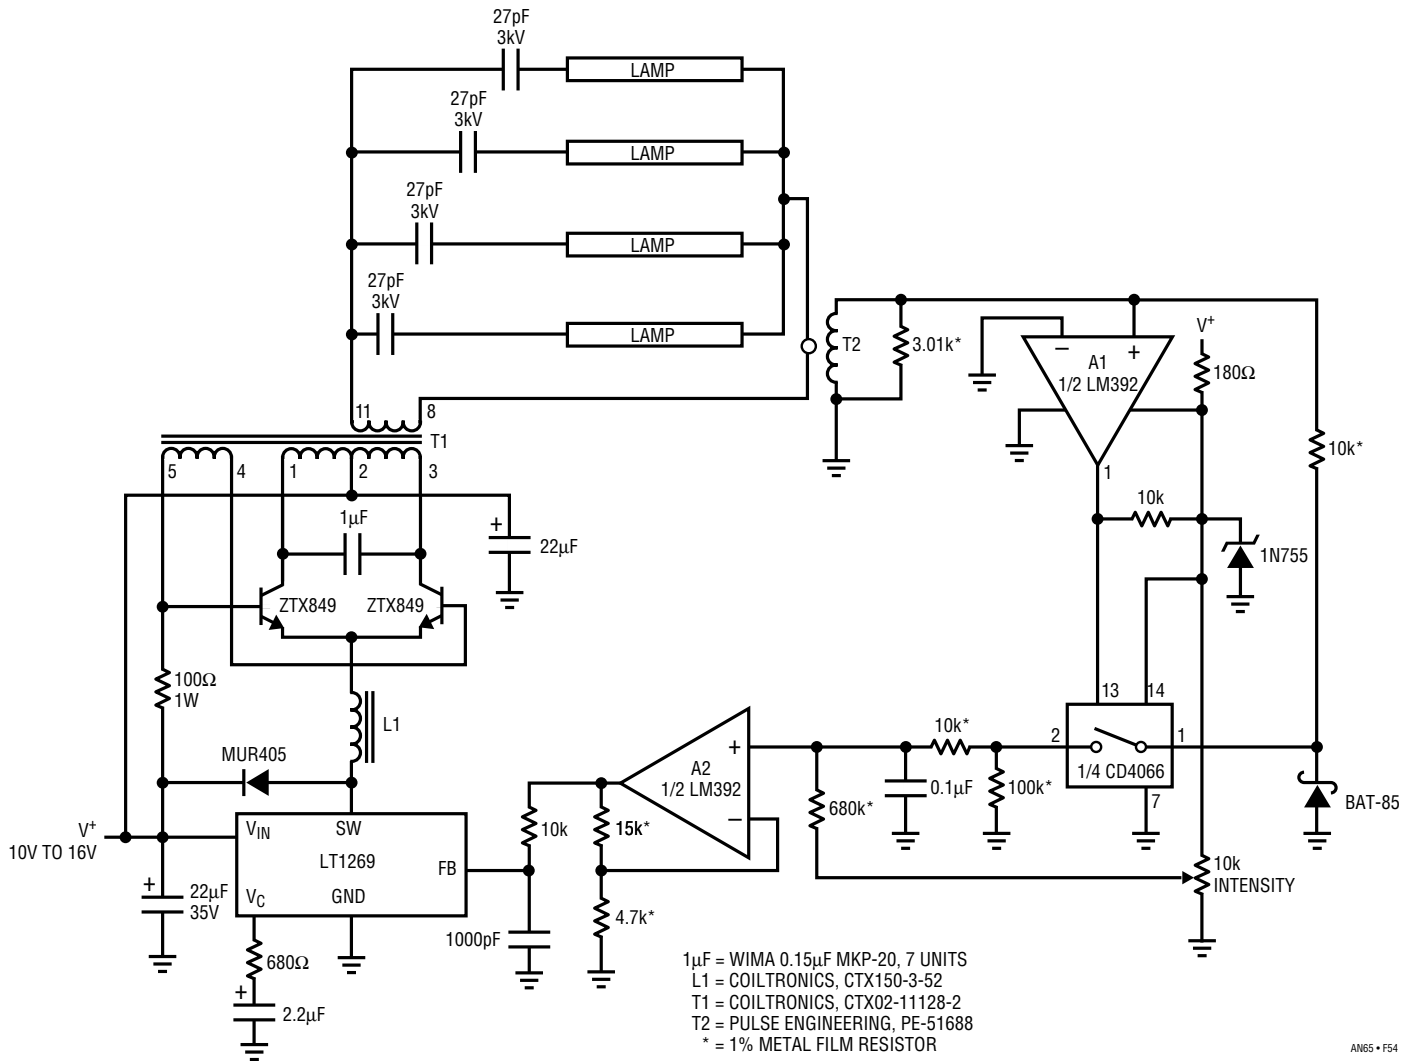 27pF
3kV
LAMP
27pF
3kV
LAMP
27pF
3kV
LAMP
27pF
3kV
LAMP
11
8
T1
5
4
1
2
3
1µF
+
22µF
ZTX849
ZTX849
100Ω
1W
L1
MUR405
V+
10V TO 16V
VIN
SW
LT1269
FB
VC
GND
+
22µF
35V
680Ω
+
2.2µF
10k
1000pF
15k*
4.7k*
A2
1/2 LM392
+
–
680k*
0.1µF
10k*
100k*
2
1
13
14
1/4 CD4066
7
T2
3.01k*
–
+
A1
1/2 LM392
1
V+
180Ω
10k
1N755
10k*
BAT-85
10k
INTENSITY
1µF = WIMA 0.15µF MKP-20, 7 UNITS
L1 = COILTRONICS, CTX150-3-52
T1 = COILTRONICS, CTX02-11128-2
T2 = PULSE ENGINEERING, PE-51688
* = 1% METAL FILM RESISTOR
AN65 • F54